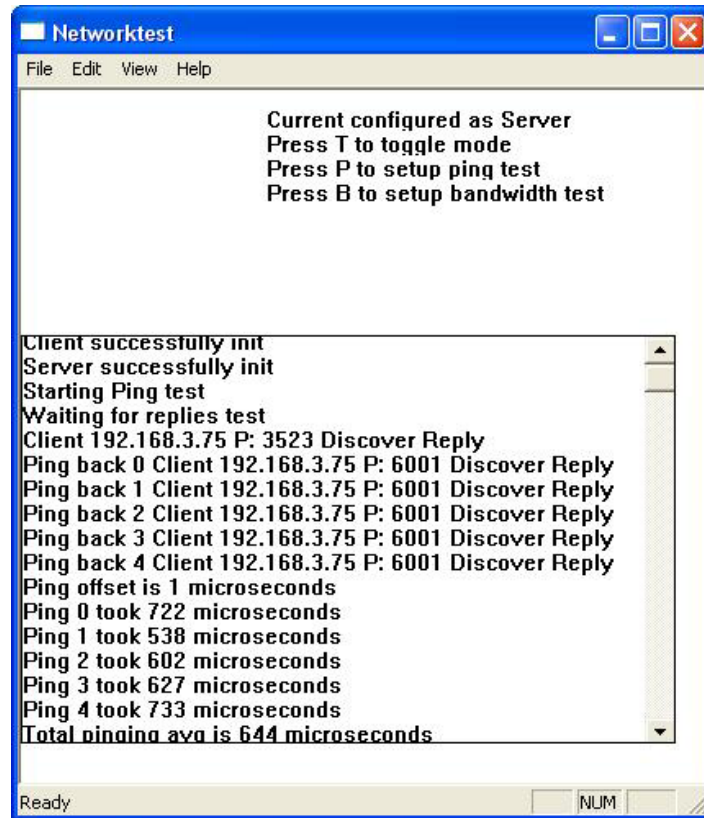 Networktest
File Edit View Help
Current configured as Server
Press T to toggle mode
Press P to setup ping test
Press B to setup bandwidth test
Client successfully init
Server successfully init
Starting Ping test
Waiting for replies test
Client 192.168.3.75 P: 3523 Discover Reply
Ping back 0 Client 192.168.3.75 P: 6001 Discover Reply
Ping back 1 Client 192.168.3.75 P: 6001 Discover Reply
Ping back 2 Client 192.168.3.75 P: 6001 Discover Reply
Ping back 3 Client 192.168.3.75 P: 6001 Discover Reply
Ping back 4 Client 192.168.3.75 P: 6001 Discover Reply
Ping offset is 1 microseconds
Ping 0 took 722 microseconds
Ping 1 took 538 microseconds
Ping 2 took 602 microseconds
Ping 3 took 627 microseconds
Ping 4 took 733 microseconds
Total pinging avg is 644 microseconds
Ready NUM